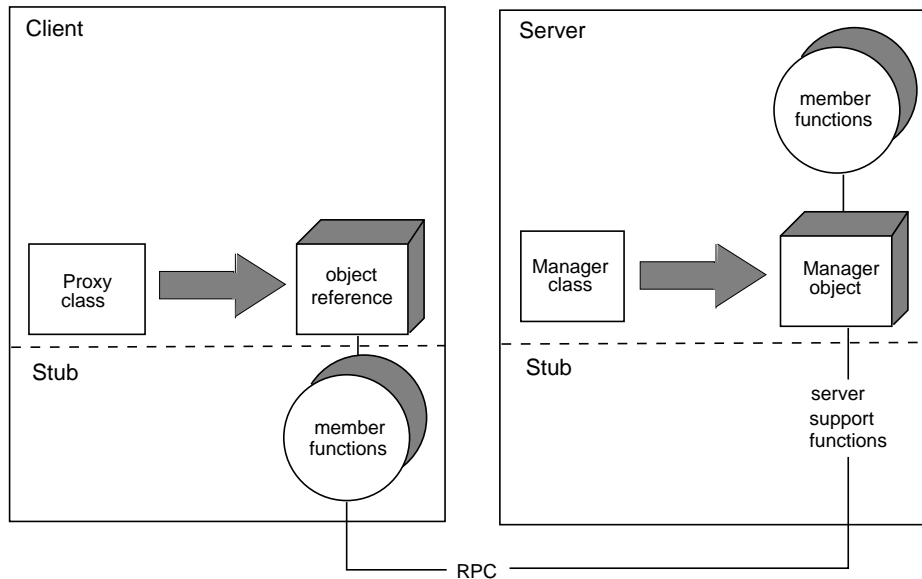 Client
Proxy
class
object
reference
Stub
member
functions
Server
member
functions
Manager
class
Manager
object
Stub
server
support
functions
RPC